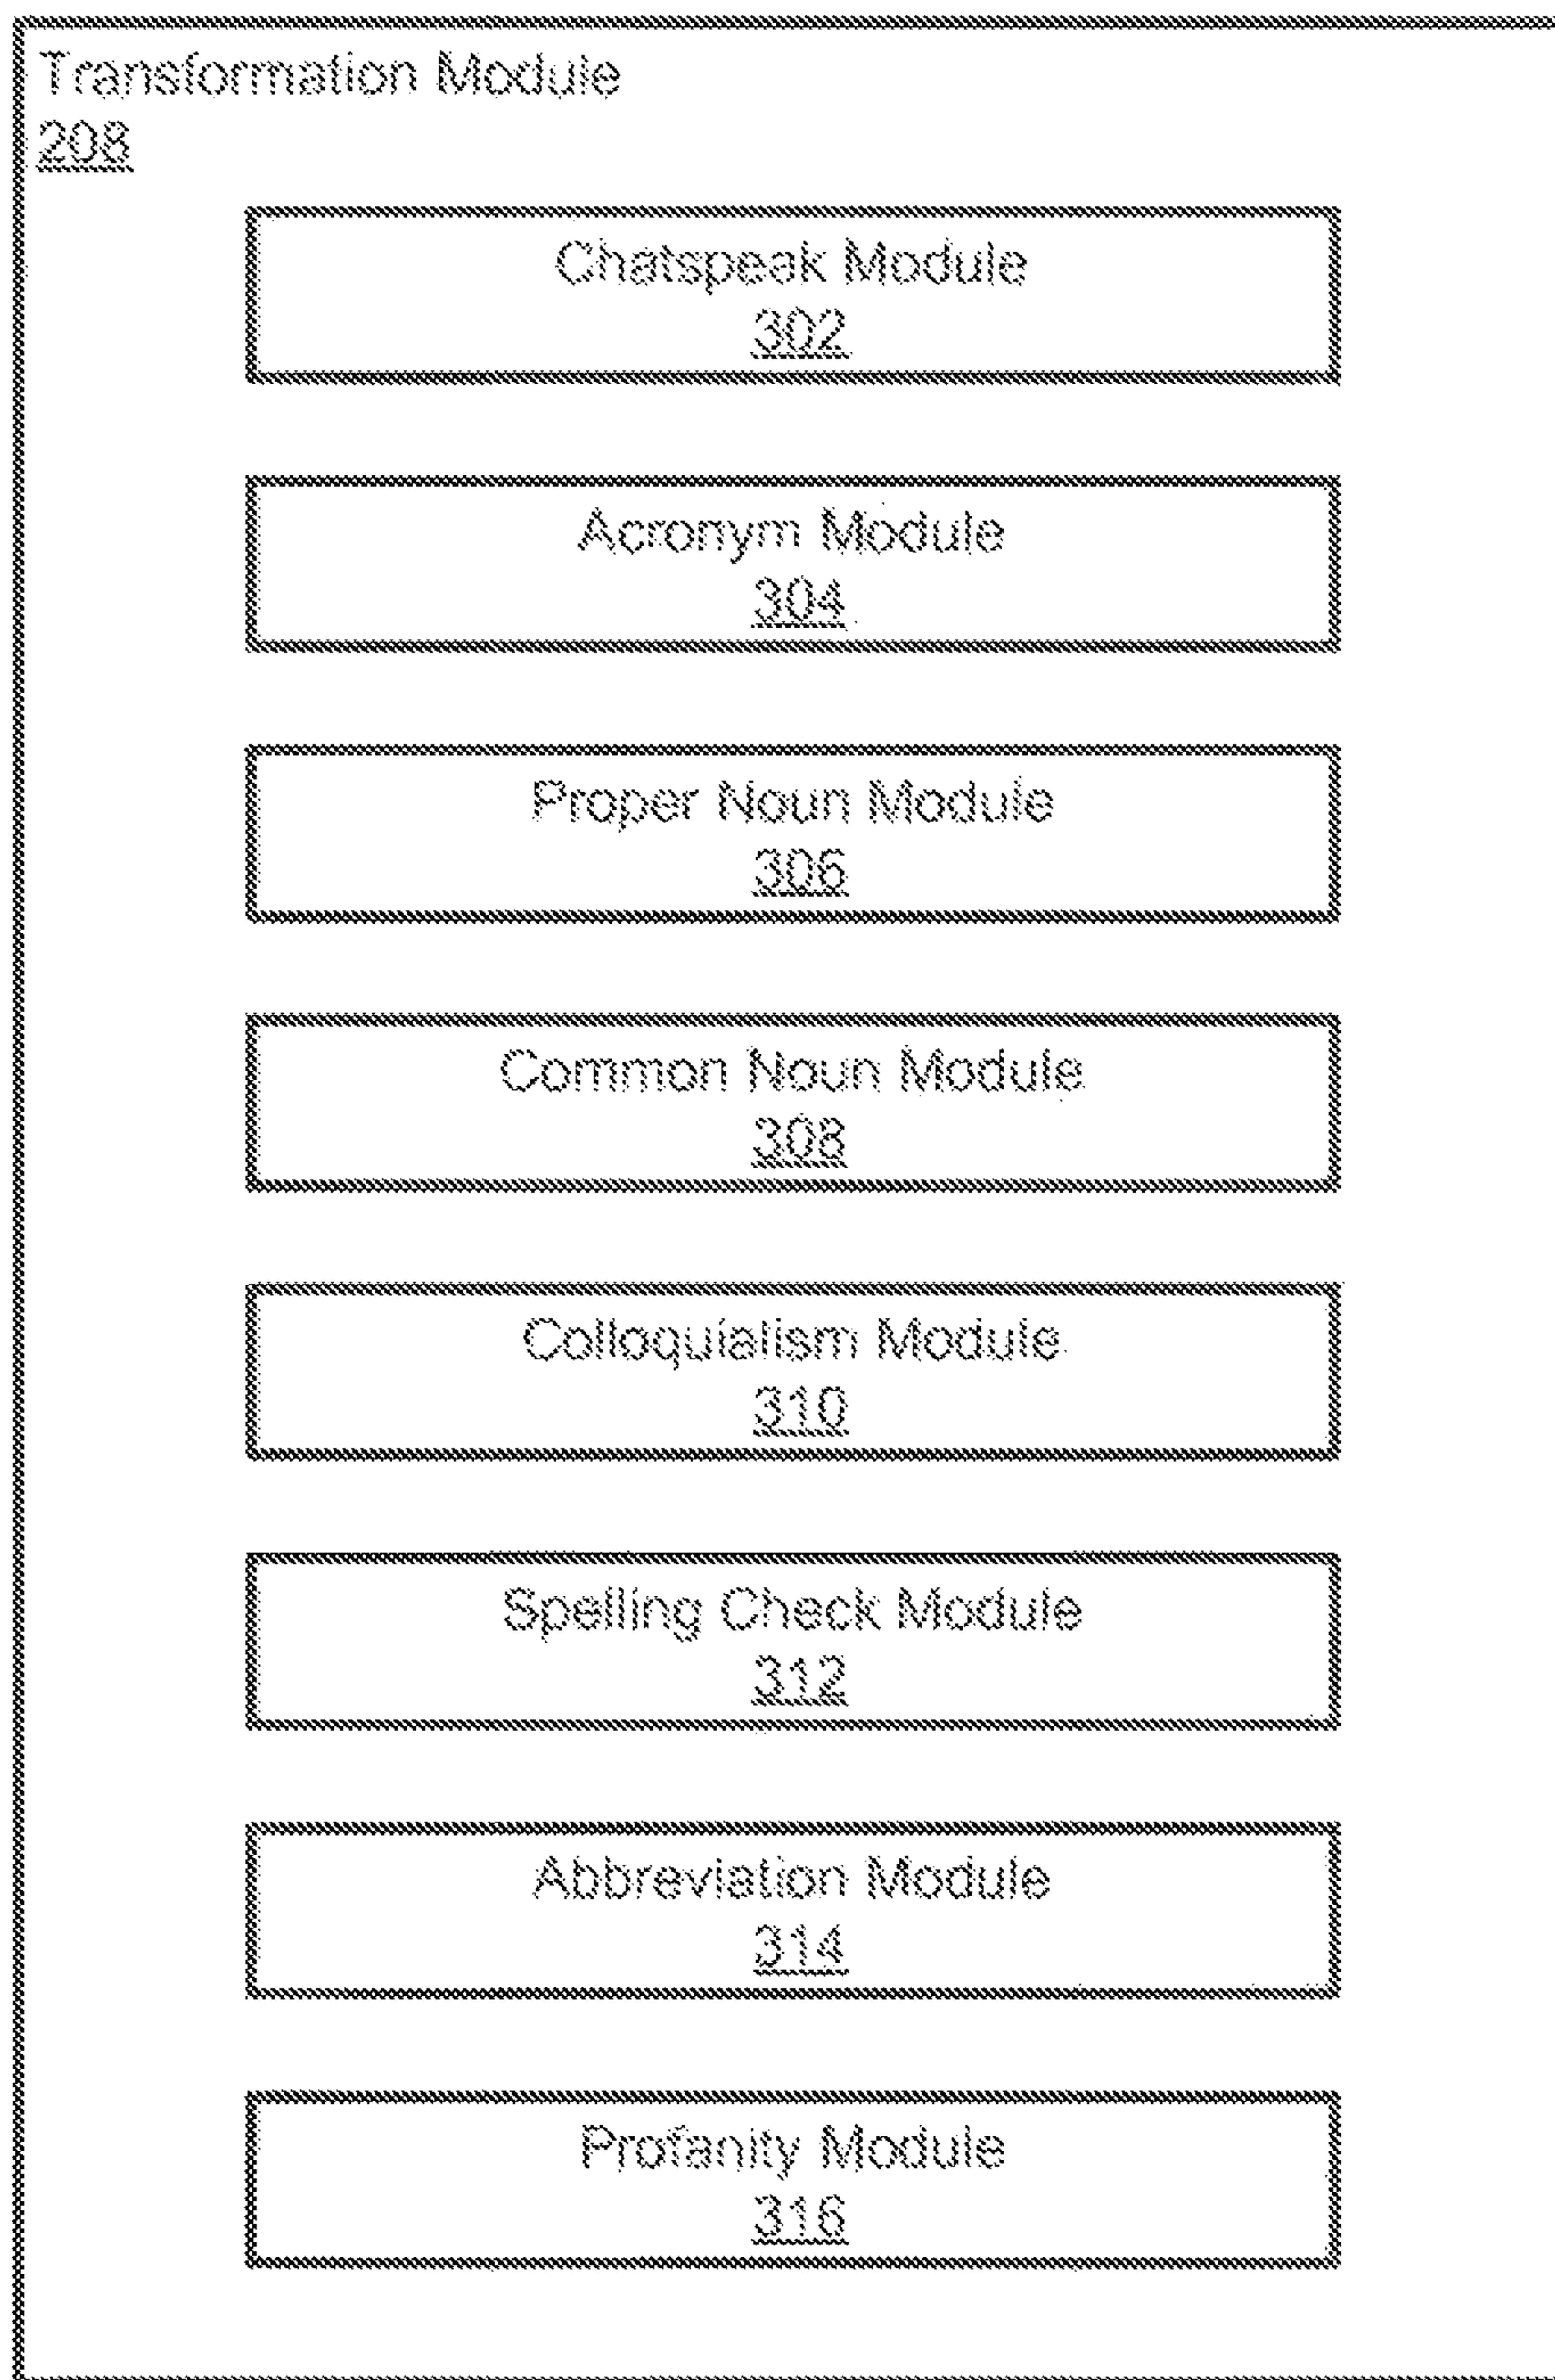 Transformation Module
208
Chatspeak Module
302
Acronym Module
304
Proper Noun Module
306
Common Noun Module
308
Colloquialism Module
310
Spelling Check Module
312
Abbreviation Module
314
Profanity Module
316